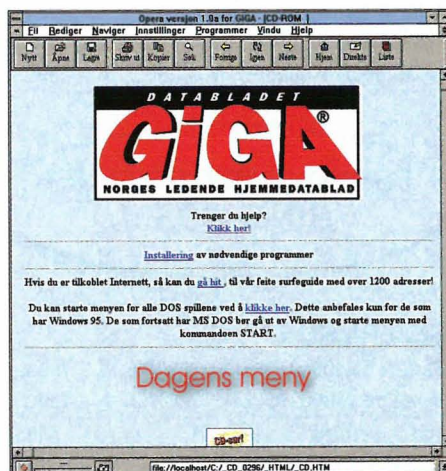 Opera versjon 1.0a for GIGA - [CD-ROM ]
Fil Rediger Naviger Innstillinger Programmer Vindu Hjelp
Nytt Åpne Lagre Skriv ut Kopier Søk Forrige Igjen Neste Hjem Direkte Liste
DATABLADET
GiGA®
NORGES LEDENDE HJEMMEDATABLAD
Trenger du hjelp?
Klikk her!
Installering av nødvendige programmer
Hvis du er tilkoblet Internett, så kan du gå hit , til vår feite surfeguide med over 1200 adresser!
Du kan starte menyen for alle DOS spillene ved å klikke her. Dette anbefales kun for de som
har Windows 95. De som fortsatt har MS DOS bør gå ut av Windows og starte menyen med
kommandoen START.
Dagens meny
file://localhost/C:/_CD_0296/_HTML/_CD.HTM